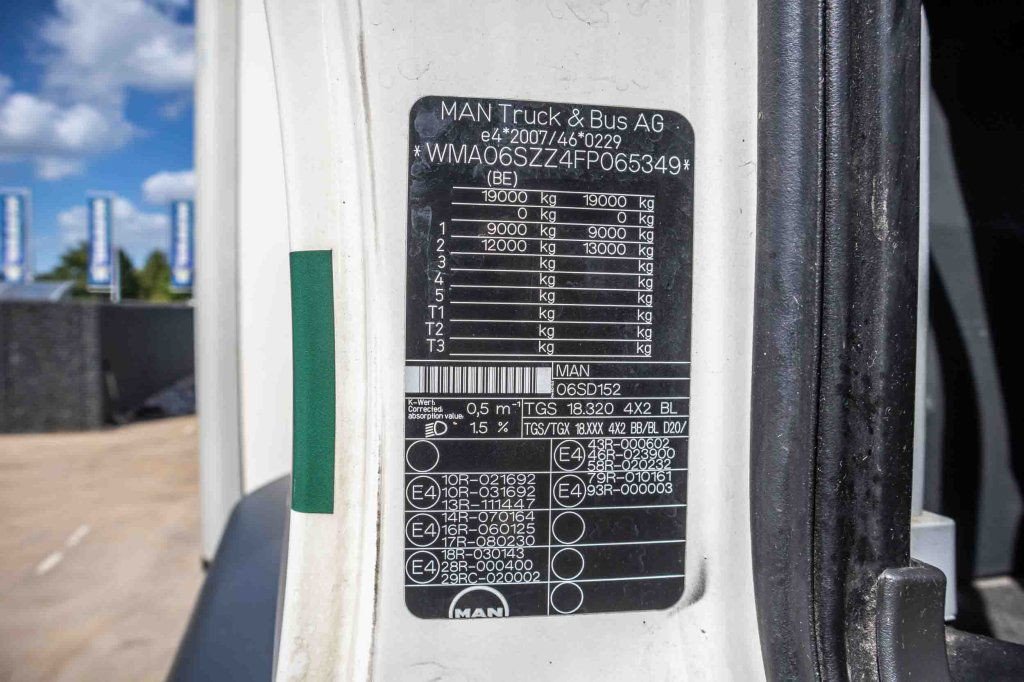 MAN Truck & Bus AG
e4*2007/46*0229
*WMA06SZZ4FP065349*
(BE)
19000 kg 19000 kg
0 kg 0 kg
1 9000 kg 9000 kg
2 12000 kg 13000 kg
3 kg kg
4 kg kg
5 kg kg
T1 kg kg
T2 kg kg
T3 kg kg
MAN
06SD152
K-Wert
Corrected
absorption value: 0,5 m⁻¹
1.5 %
TGS 18.320 4X2 BL
TGS/TGX 18.XXX 4X2 BB/BL D20/
E4 43R-000602
46R-023900
58R-020232
E4 10R-021692
10R-031692
13R-111447
E4 79R-010161
93R-000003
E4 14R-070164
16R-060125
17R-080230
E4 18R-030143
28R-000400
29RC-020002
MAN